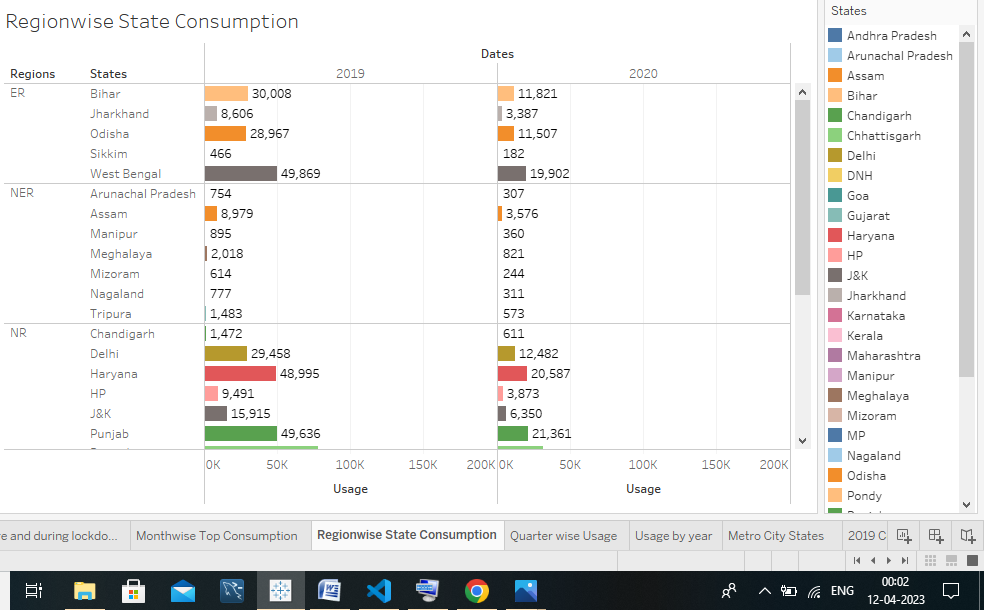 Regionwise State Consumption
Dates
Regions States 2019 2020
ER Bihar 30,008 11,821
Jharkhand 8,606 3,387
Odisha 28,967 11,507
Sikkim 466 182
West Bengal 49,869 19,902
NER Arunachal Pradesh 754 307
Assam 8,979 3,576
Manipur 895 360
Meghalaya 2,018 821
Mizoram 614 244
Nagaland 777 311
Tripura 1,483 573
NR Chandigarh 1,472 611
Delhi 29,458 12,482
Haryana 48,995 20,587
HP 9,491 3,873
J&K 15,915 6,350
Punjab 49,636 21,361
0K 50K 100K 150K 200K 0K 50K 100K 150K 200K
Usage Usage
States
Andhra Pradesh
Arunachal Pradesh
Assam
Bihar
Chandigarh
Chhattisgarh
Delhi
DNH
Goa
Gujarat
Haryana
HP
J&K
Jharkhand
Karnataka
Kerala
Maharashtra
Manipur
Meghalaya
Mizoram
MP
Nagaland
Odisha
Pondy
e and during lockdo... Monthwise Top Consumption Regionwise State Consumption Quarter wise Usage Usage by year Metro City States 2019 C
ENG 00:02
12-04-2023